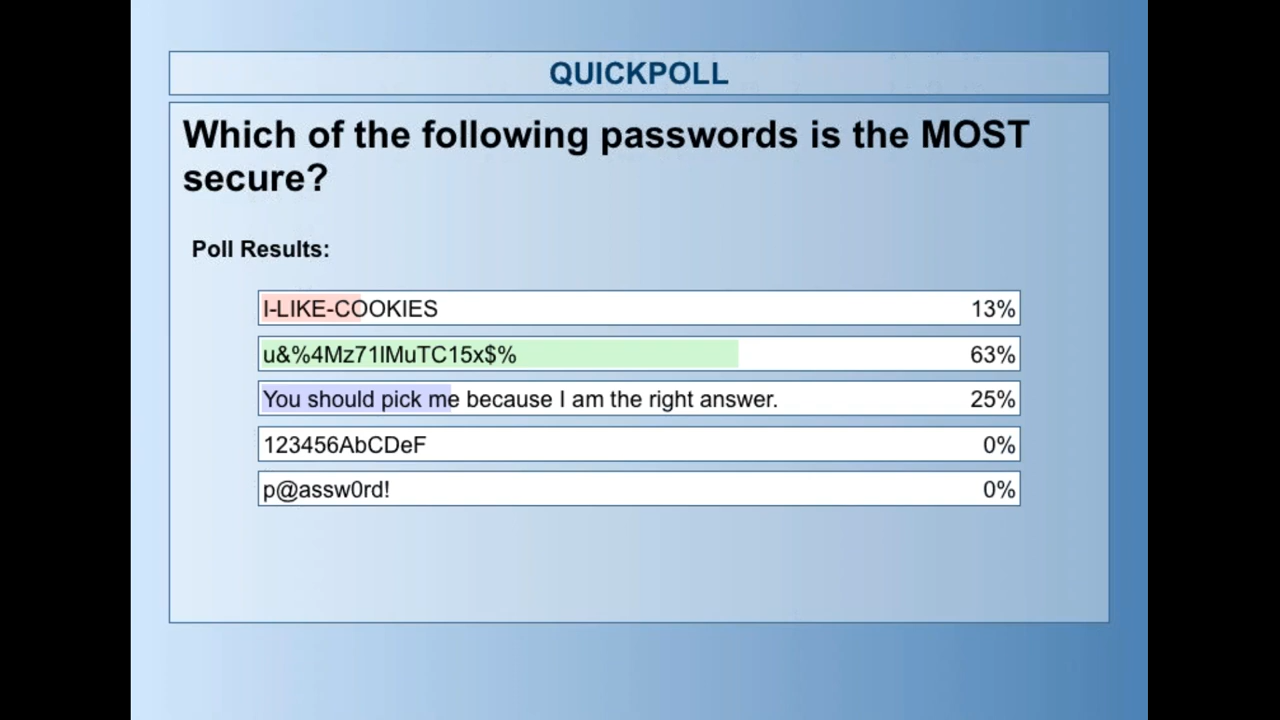 QUICKPOLL
Which of the following passwords is the MOST
secure?
Poll Results:
I-LIKE-COOKIES 13%
u&%4Mz71lMuTC15x$% 63%
You should pick me because I am the right answer. 25%
123456AbCDeF 0%
p@assw0rd! 0%